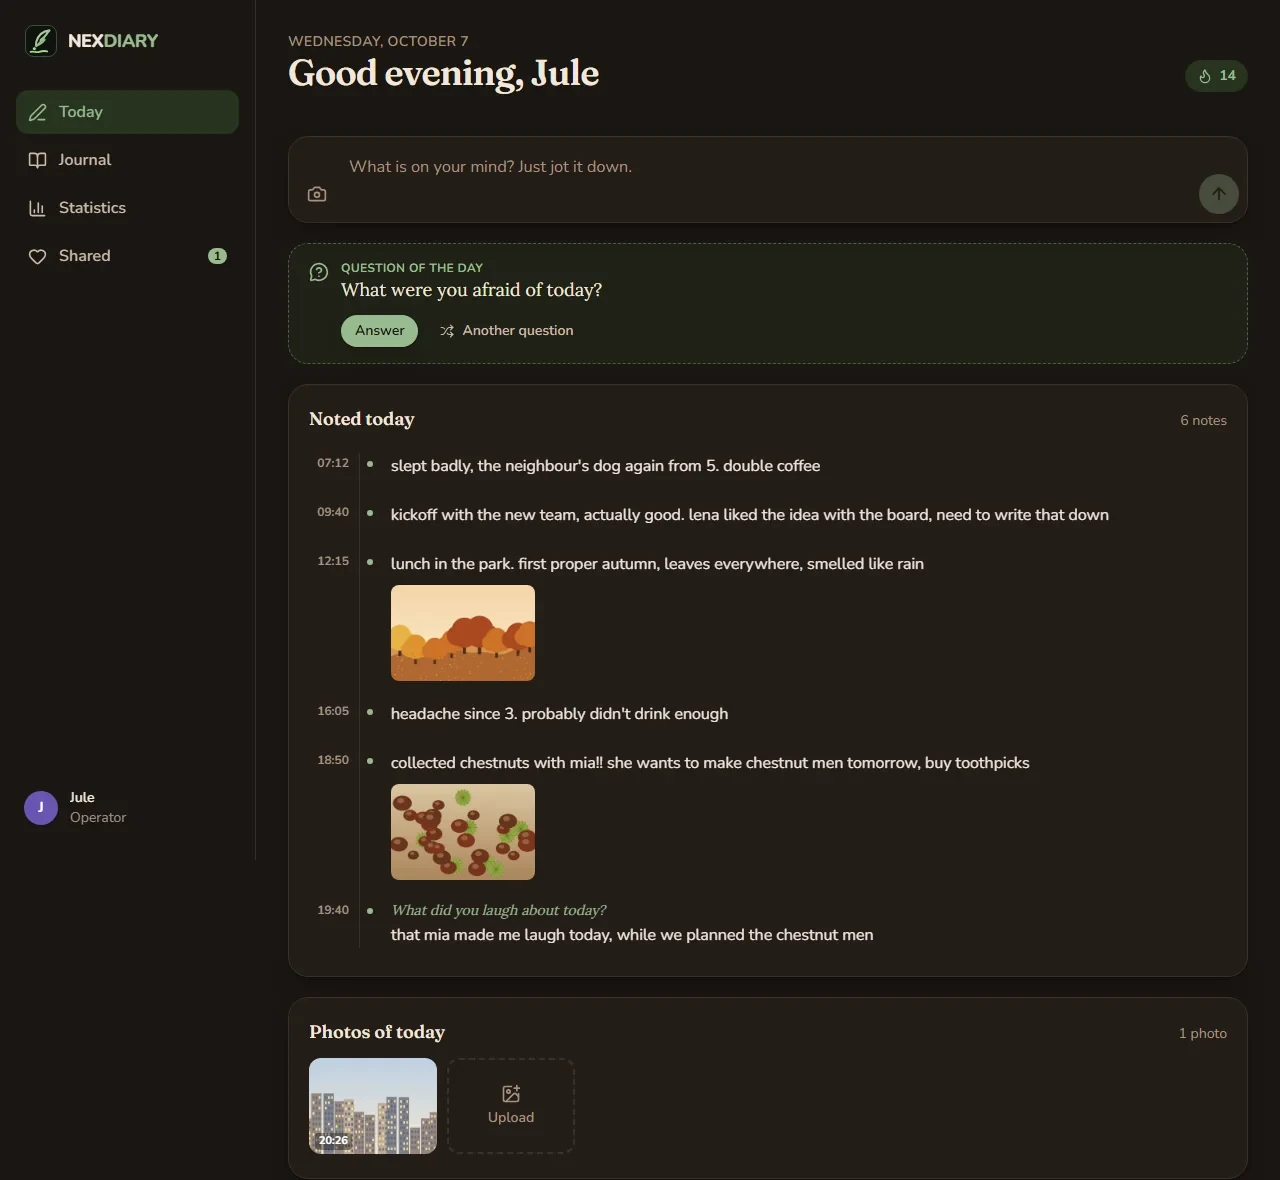 NEXDIARY
Today
Journal
Statistics
Shared 1
J
Jule
Operator
WEDNESDAY, OCTOBER 7
Good evening, Jule
14
What is on your mind? Just jot it down.
QUESTION OF THE DAY
What were you afraid of today?
Answer
Another question
Noted today
6 notes
07:12 slept badly, the neighbour's dog again from 5. double coffee
09:40 kickoff with the new team, actually good. lena liked the idea with the board, need to write that down
12:15 lunch in the park. first proper autumn, leaves everywhere, smelled like rain
16:05 headache since 3. probably didn't drink enough
18:50 collected chestnuts with mia!! she wants to make chestnut men tomorrow, buy toothpicks
19:40 What did you laugh about today?
that mia made me laugh today, while we planned the chestnut men
Photos of today
1 photo
20:26
Upload